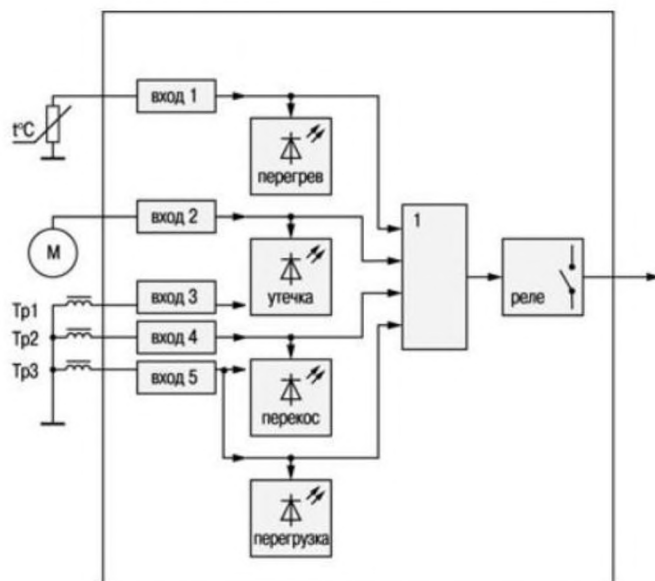 вход 1
t°C
перегрев
вход 2
1
М
утечка
реле
Тр1
вход 3
Тр2
вход 4
Тр3
вход 5
перекос
перегрузка